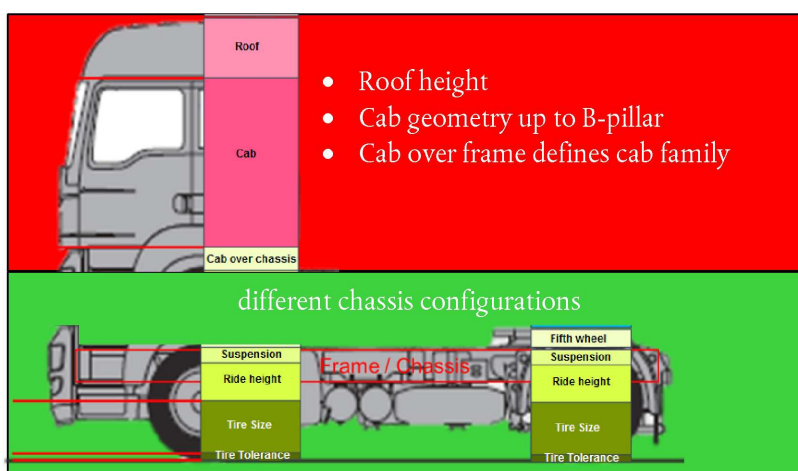 Roof
Cab
Cab over chassis
• Roof height
• Cab geometry up to B-pillar
• Cab over frame defines cab family
different chassis configurations
Suspension
Ride height
Tire Size
Tire Tolerance
Frame / Chassis
Fifth wheel
Suspension
Ride height
Tire Size
Tire Tolerance